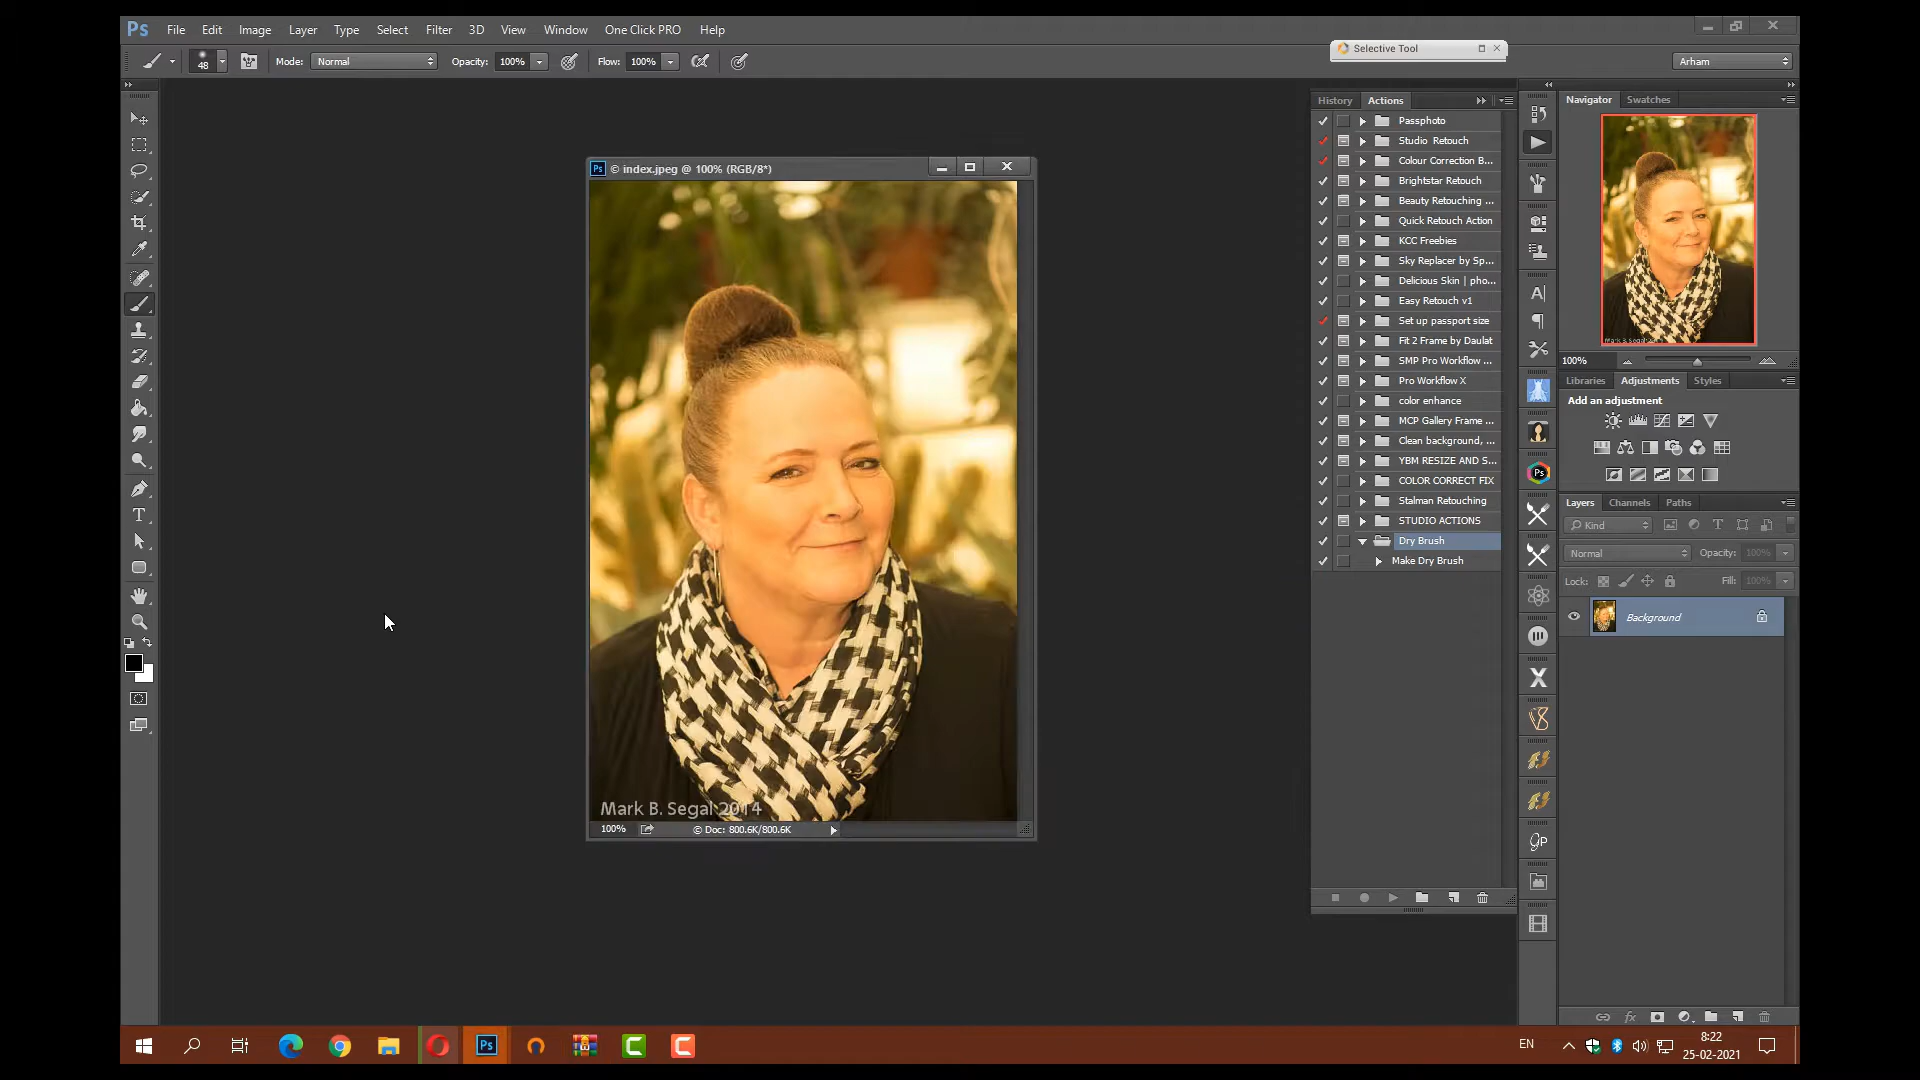 Ps File Edit Image Layer Type Select Filter 3D View Window One Click PRO Help
48 Mode: Normal Opacity: 100% Flow: 100%
Selective Tool
Arham
History Actions
Passphoto
Studio Retouch
Colour Correction B...
Brightstar Retouch
Beauty Retouching ...
Quick Retouch Action
KCC Freebies
Sky Replacer by Sp...
Delicious Skin | pho...
Easy Retouch v1
Set up passport size
Fit 2 Frame by Daulat
SMP Pro Workflow ...
Pro Workflow X
color enhance
MCP Gallery Frame ...
Clean background, ...
YBM RESIZE AND S...
COLOR CORRECT FIX
Stalman Retouching
STUDIO ACTIONS
Dry Brush
Make Dry Brush
Ps © index.jpeg @ 100% (RGB/8*)
Mark B. Segal 2014
100% © Doc: 800.6K/800.6K
Navigator Swatches
100%
Libraries Adjustments Styles
Add an adjustment
Layers Channels Paths
Kind
Normal Opacity: 100%
Lock: Fill: 100%
Background
fx
Ps
EN
8:22
25-02-2021